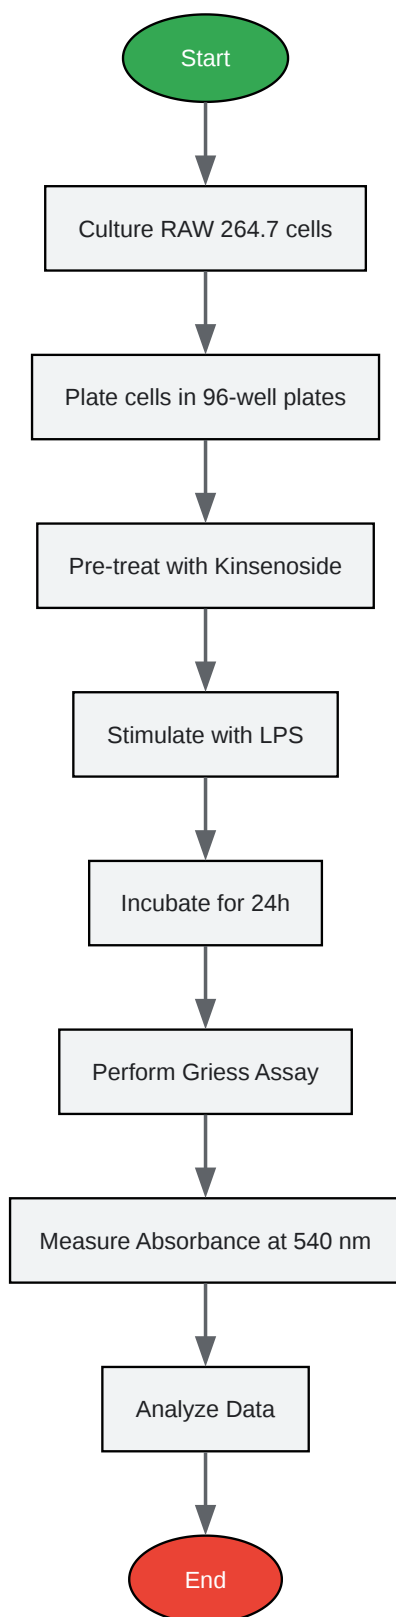 Start
Culture RAW 264.7 cells
Plate cells in 96-well plates
Pre-treat with Kinsenoside
Stimulate with LPS
Incubate for 24h
Perform Griess Assay
Measure Absorbance at 540 nm
Analyze Data
End